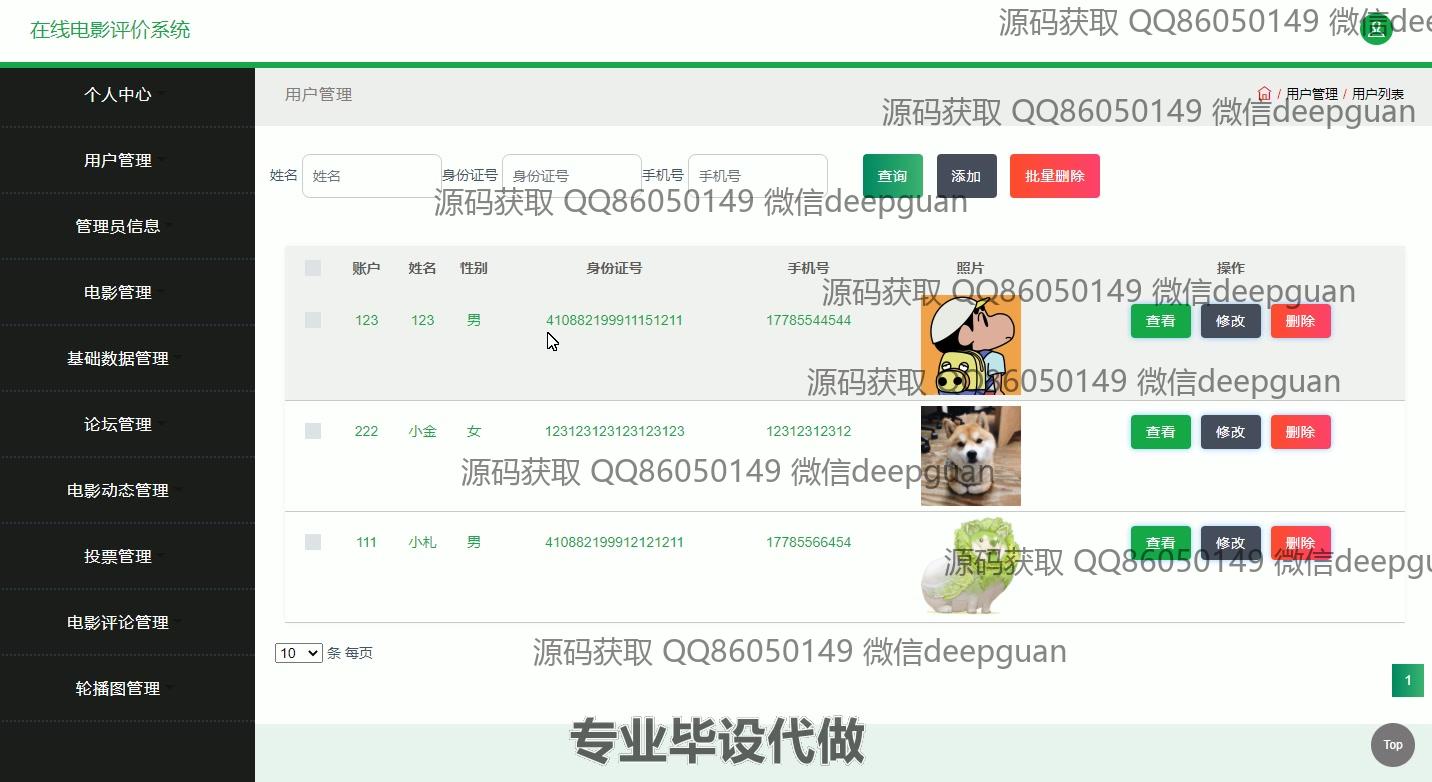 在线电影评价系统
源码获取 QQ86050149 微信dee
个人中心
用户管理
用户管理 / 用户列表
/
源码获取 QQ86050149 微信deepguan
用户管理
管理员信息
电影管理
基础数据管理
论坛管理
电影动态管理
投票管理
电影评论管理
轮播图管理
姓名 姓名 身份证号 身份证号 手机号 手机号 查询 添加 批量删除
源码获取 QQ86050149 微信deepguan
账户 姓名 性别 身份证号 手机号 照片 操作
源码获取 QQ86050149 微信deepguan
123 123 男 410882199911151211 17785544544 查看 修改 删除
源码获取 QQ86050149 微信deepguan
222 小金 女 123123123123123123 12312312312 查看 修改 删除
源码获取 QQ86050149 微信deepguan
111 小札 男 410882199912121211 17785566454 查看 修改 删除
源码获取 QQ86050149 微信deepgu
10 条 每页
源码获取 QQ86050149 微信deepguan
1
专业毕设代做
Top